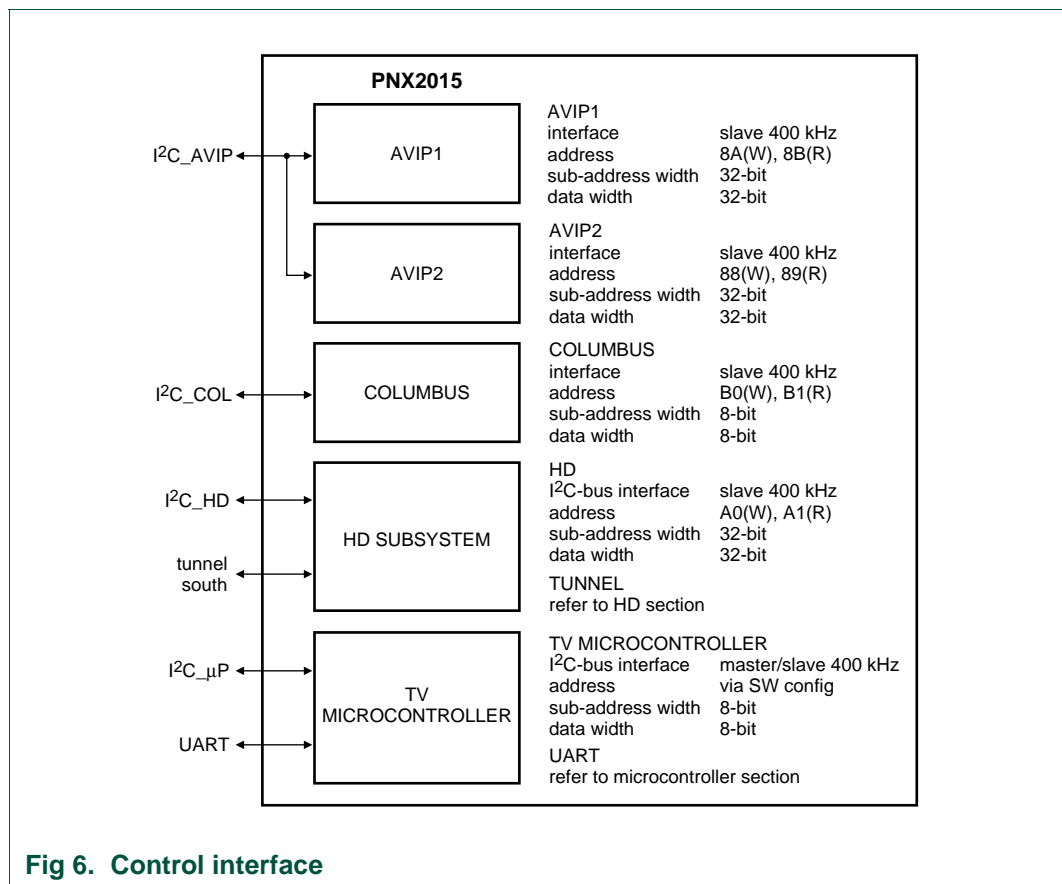 PNX2015
I2C_AVIP
AVIP1
AVIP1
interface slave 400 kHz
address 8A(W), 8B(R)
sub-address width 32-bit
data width 32-bit
AVIP2
AVIP2
interface slave 400 kHz
address 88(W), 89(R)
sub-address width 32-bit
data width 32-bit
I2C_COL
COLUMBUS
COLUMBUS
interface slave 400 kHz
address B0(W), B1(R)
sub-address width 8-bit
data width 8-bit
I2C_HD
tunnel
south
HD SUBSYSTEM
HD
I2C-bus interface slave 400 kHz
address A0(W), A1(R)
sub-address width 32-bit
data width 32-bit
TUNNEL
refer to HD section
I2C_μP
UART
TV
MICROCONTROLLER
TV MICROCONTROLLER
I2C-bus interface master/slave 400 kHz
address via SW config
sub-address width 8-bit
data width 8-bit
UART
refer to microcontroller section
Fig 6. Control interface